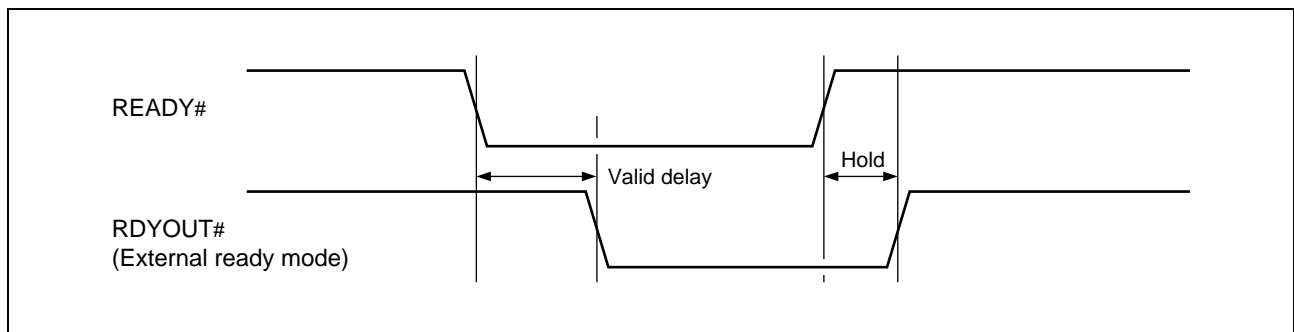 READY#
Hold
Valid delay
RDYOUT#
(External ready mode)